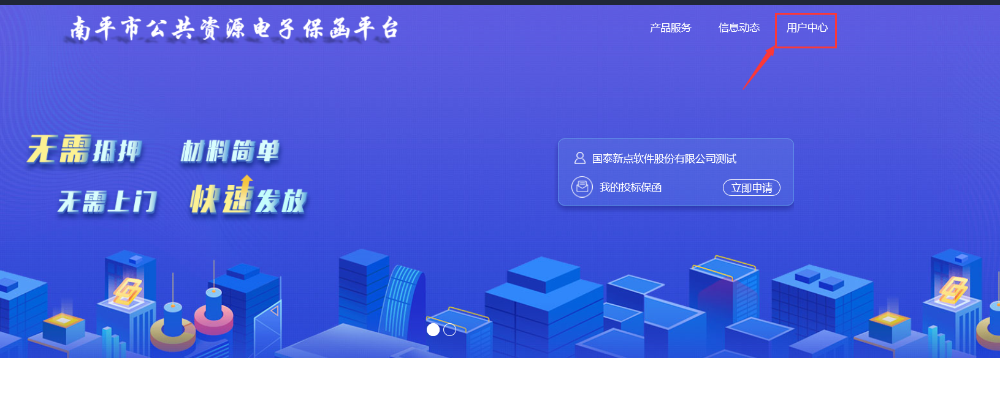 南平市公共资源电子保函平台
产品服务 信息动态 用户中心
无需抵押 材料简单
无需上门 快速发放
国泰新点软件股份有限公司测试
我的投标保函 立即申请